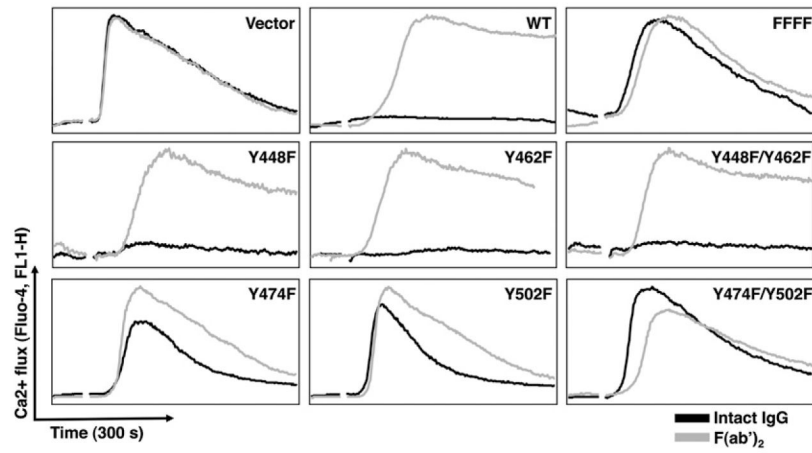 Vector
WT
FFFF
Y448F
Y462F
Y448F/Y462F
Y474F
Y502F
Y474F/Y502F
Ca2+ flux (Fluo-4, FL1-H)
Time (300 s)
Intact IgG
F(ab')₂